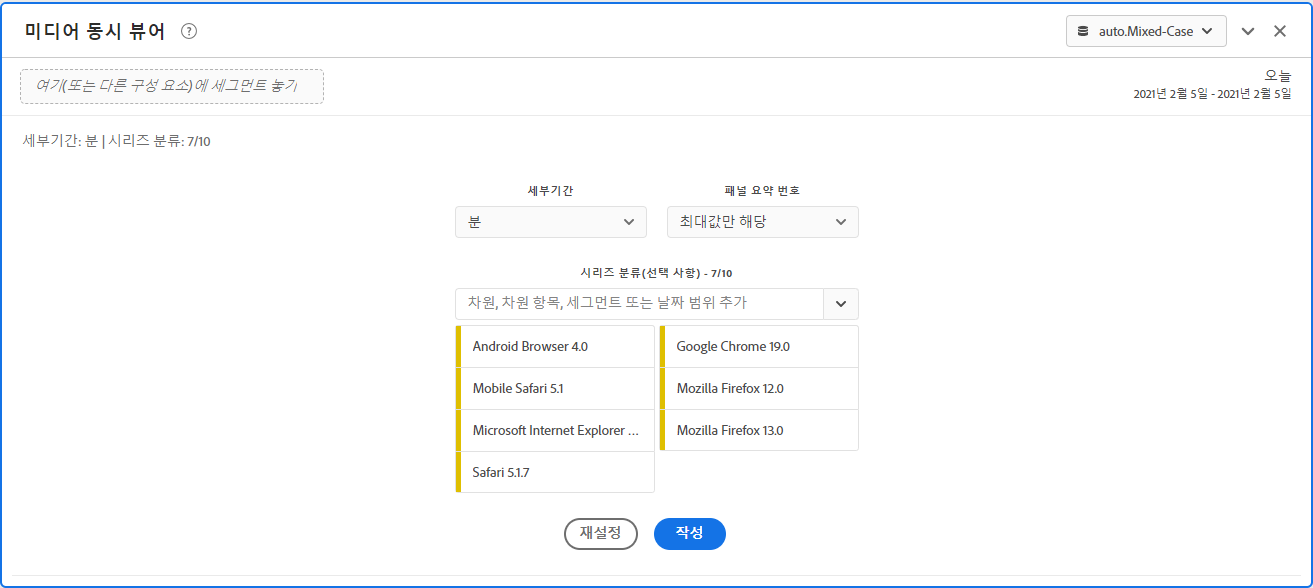 미디어 동시 뷰어 ?
auto.Mixed-Case
여기(또는 다른 구성 요소)에 세그먼트 놓기
오늘
2021년 2월 5일 - 2021년 2월 5일
세부기간: 분 | 시리즈 분류: 7/10
세부기간
패널 요약 번호
분
최대값만 해당
시리즈 분류(선택 사항) - 7/10
차원, 차원 항목, 세그먼트 또는 날짜 범위 추가
Android Browser 4.0
Google Chrome 19.0
Mobile Safari 5.1
Mozilla Firefox 12.0
Microsoft Internet Explorer ...
Mozilla Firefox 13.0
Safari 5.1.7
재설정
작성